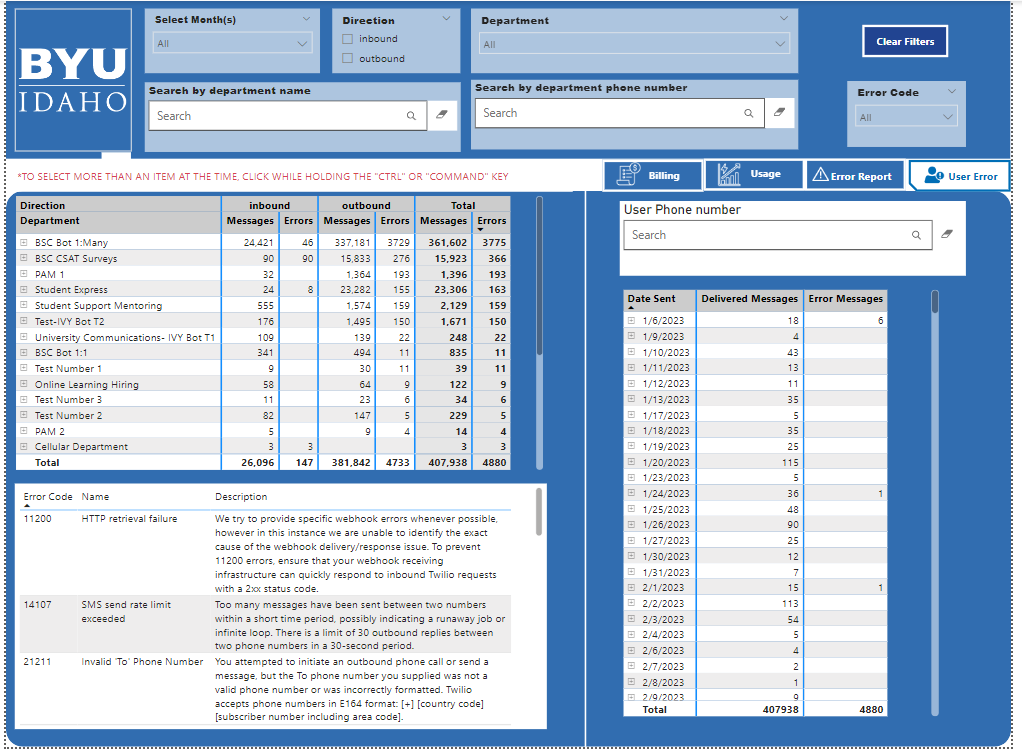 BYU
IDAHO
Select Month(s)
All
Direction
inbound
outbound
Department
All
Clear Filters
Search by department name
Search
Search by department phone number
Search
Error Code
All
*TO SELECT MORE THAN AN ITEM AT THE TIME, CLICK WHILE HOLDING THE "CTRL" OR "COMMAND" KEY
Billing
Usage
Error Report
User Error
Direction inbound outbound Total
Department Messages Errors Messages Errors Messages Errors
BSC Bot 1:Many 24,421 46 337,181 3729 361,602 3775
BSC CSAT Surveys 90 90 15,833 276 15,923 366
PAM 1 32 1,364 193 1,396 193
Student Express 24 8 23,282 155 23,306 163
Student Support Mentoring 555 1,574 159 2,129 159
Test-IVY Bot T2 176 1,495 150 1,671 150
University Communications- IVY Bot T1 109 139 22 248 22
BSC Bot 1:1 341 494 11 835 11
Test Number 1 9 30 11 39 11
Online Learning Hiring 58 64 9 122 9
Test Number 3 11 23 6 34 6
Test Number 2 82 147 5 229 5
PAM 2 5 9 4 14 4
Cellular Department 3 3 3 3
Total 26,096 147 381,842 4733 407,938 4880
Error Code Name Description
11200 HTTP retrieval failure We try to provide specific webhook errors whenever possible,
however in this instance we are unable to identify the exact
cause of the webhook delivery/response issue. To prevent
11200 errors, ensure that your webhook receiving
infrastructure can quickly respond to inbound Twilio requests
with a 2xx status code.
14107 SMS send rate limit Too many messages have been sent between two numbers
exceeded within a short time period, possibly indicating a runaway job or
infinite loop. There is a limit of 30 outbound replies between
two phone numbers in a 30-second period.
21211 Invalid 'To' Phone Number You attempted to initiate an outbound phone call or send a
message, but the To phone number you supplied was not a
valid phone number or was incorrectly formatted. Twilio
accepts phone numbers in E164 format: [+] [country code]
[subscriber number including area code].
User Phone number
Search
Date Sent Delivered Messages Error Messages
1/6/2023 18 6
1/9/2023 4
1/10/2023 43
1/11/2023 13
1/12/2023 11
1/13/2023 35
1/17/2023 5
1/18/2023 35
1/19/2023 25
1/20/2023 115
1/23/2023 5
1/24/2023 36 1
1/25/2023 48
1/26/2023 90
1/27/2023 25
1/30/2023 12
1/31/2023 7
2/1/2023 15 1
2/2/2023 113
2/3/2023 54
2/4/2023 5
2/6/2023 4
2/7/2023 2
2/8/2023 1
2/9/2023 9
Total 407938 4880